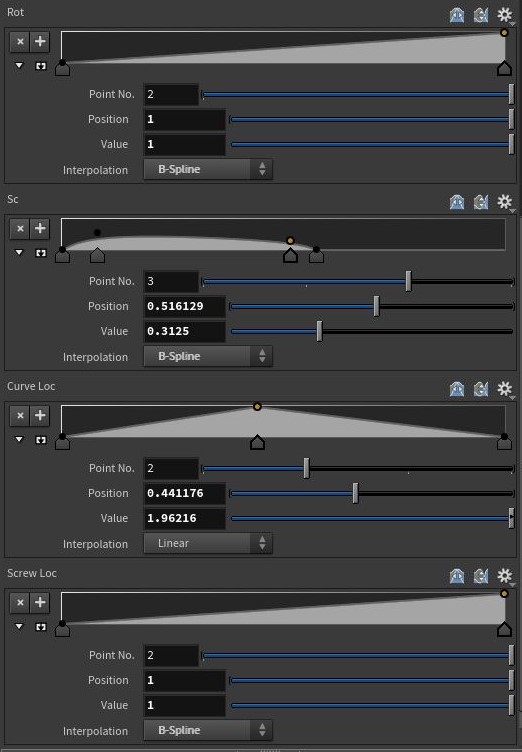 Rot
Point No. 2
Position 1
Value 1
Interpolation B-Spline
Sc
Point No. 3
Position 0.516129
Value 0.3125
Interpolation B-Spline
Curve Loc
Point No. 2
Position 0.441176
Value 1.96216
Interpolation Linear
Screw Loc
Point No. 2
Position 1
Value 1
Interpolation B-Spline